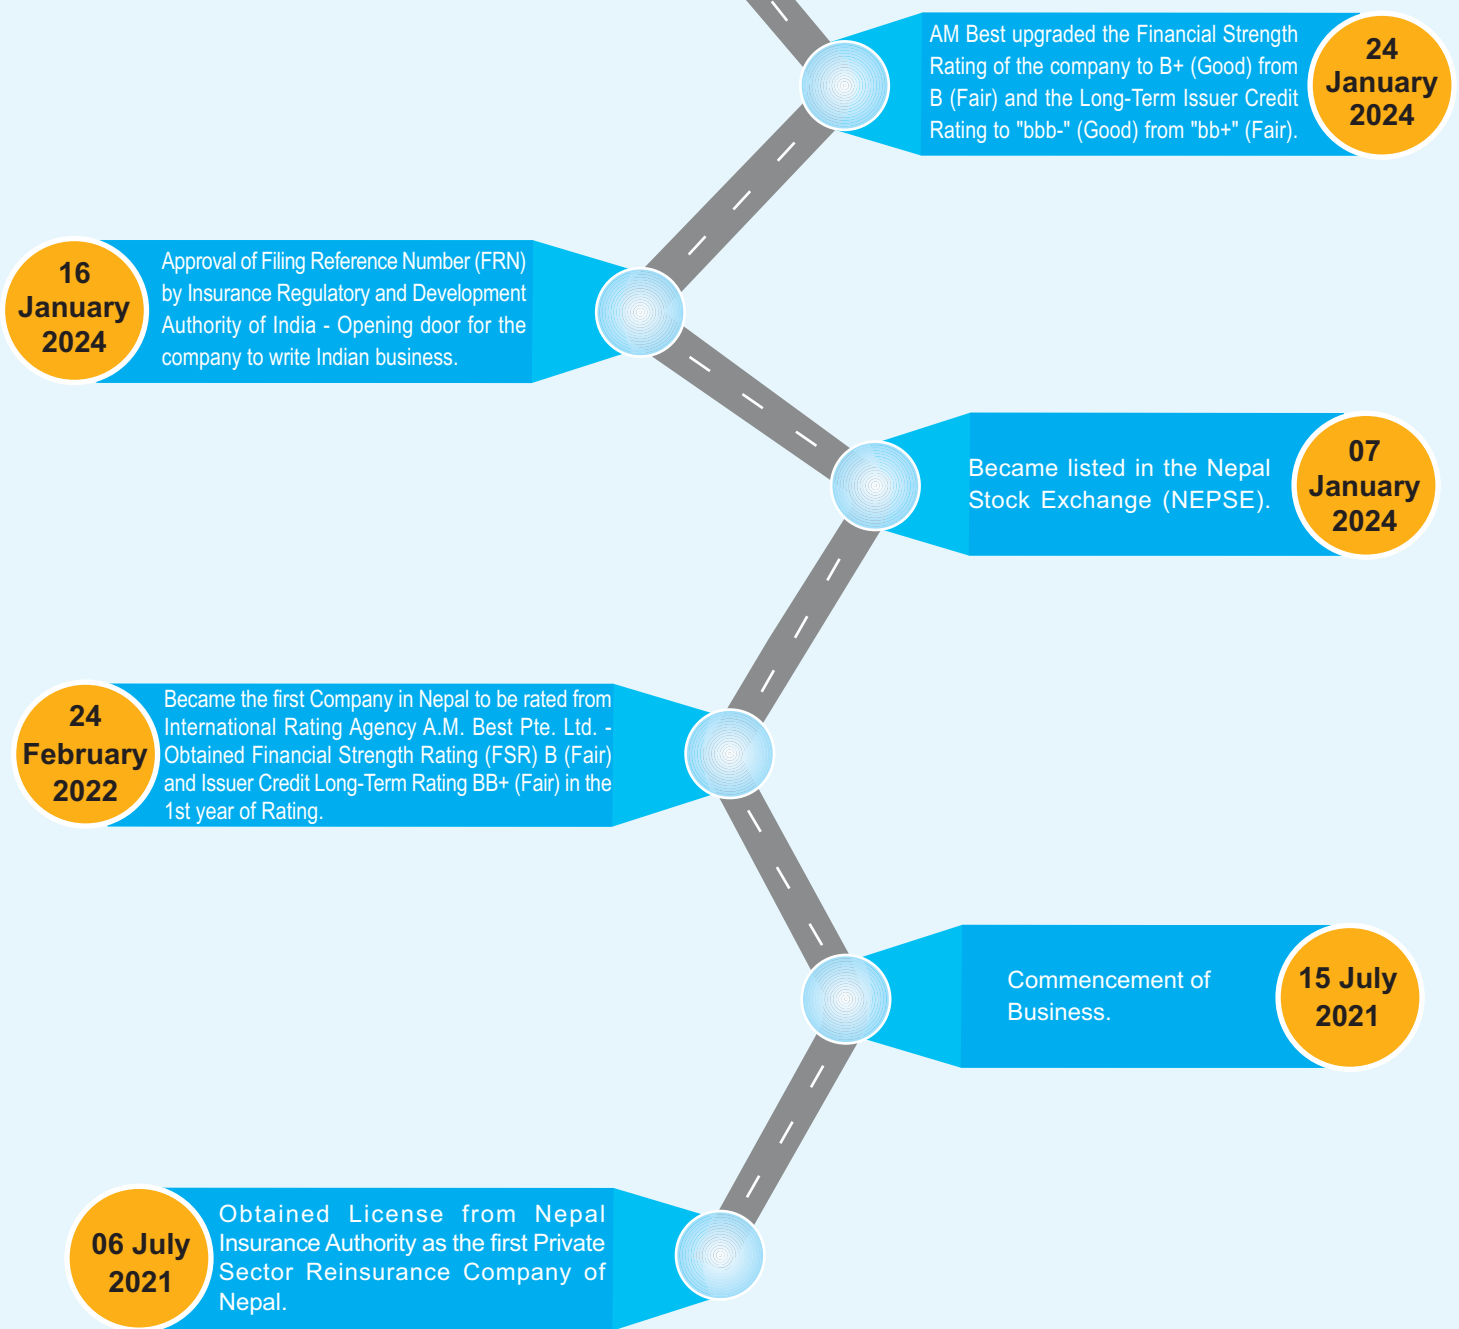 AM Best upgraded the Financial Strength
Rating of the company to B+ (Good) from
B (Fair) and the Long-Term Issuer Credit
Rating to "bbb-" (Good) from "bb+" (Fair).
24
January
2024
16
January
2024
Approval of Filing Reference Number (FRN)
by Insurance Regulatory and Development
Authority of India - Opening door for the
company to write Indian business.
Became listed in the Nepal
Stock Exchange (NEPSE).
07
January
2024
24
February
2022
Became the first Company in Nepal to be rated from
International Rating Agency A.M. Best Pte. Ltd. -
Obtained Financial Strength Rating (FSR) B (Fair)
and Issuer Credit Long-Term Rating BB+ (Fair) in the
1st year of Rating.
Commencement of
Business.
15 July
2021
06 July
2021
Obtained License from Nepal
Insurance Authority as the first Private
Sector Reinsurance Company of
Nepal.